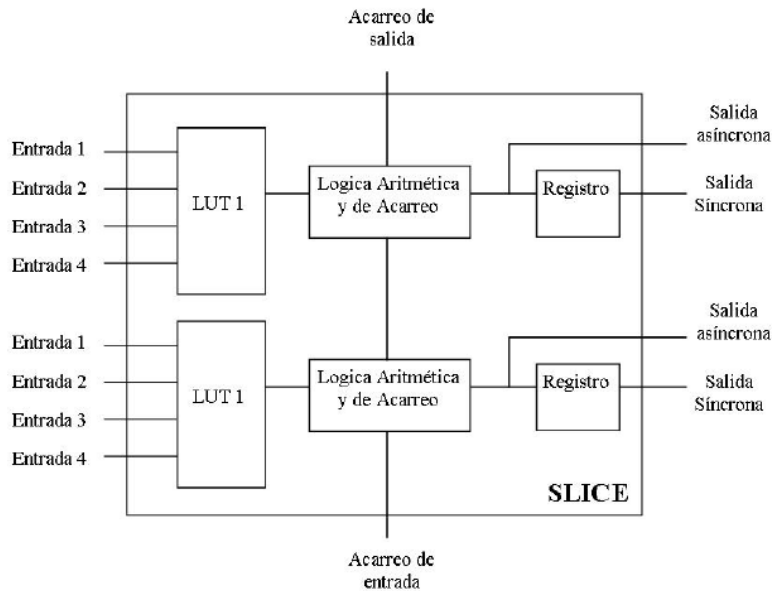 Acarreo de
salida
Entrada 1
Entrada 2
Entrada 3
Entrada 4
LUT 1
Logica Aritmética
y de Acarreo
Registro
Salida
asíncrona
Salida
Síncrona
Entrada 1
Entrada 2
Entrada 3
Entrada 4
LUT 1
Logica Aritmética
y de Acarreo
Registro
Salida
asíncrona
Salida
Síncrona
SLICE
Acarreo de
entrada